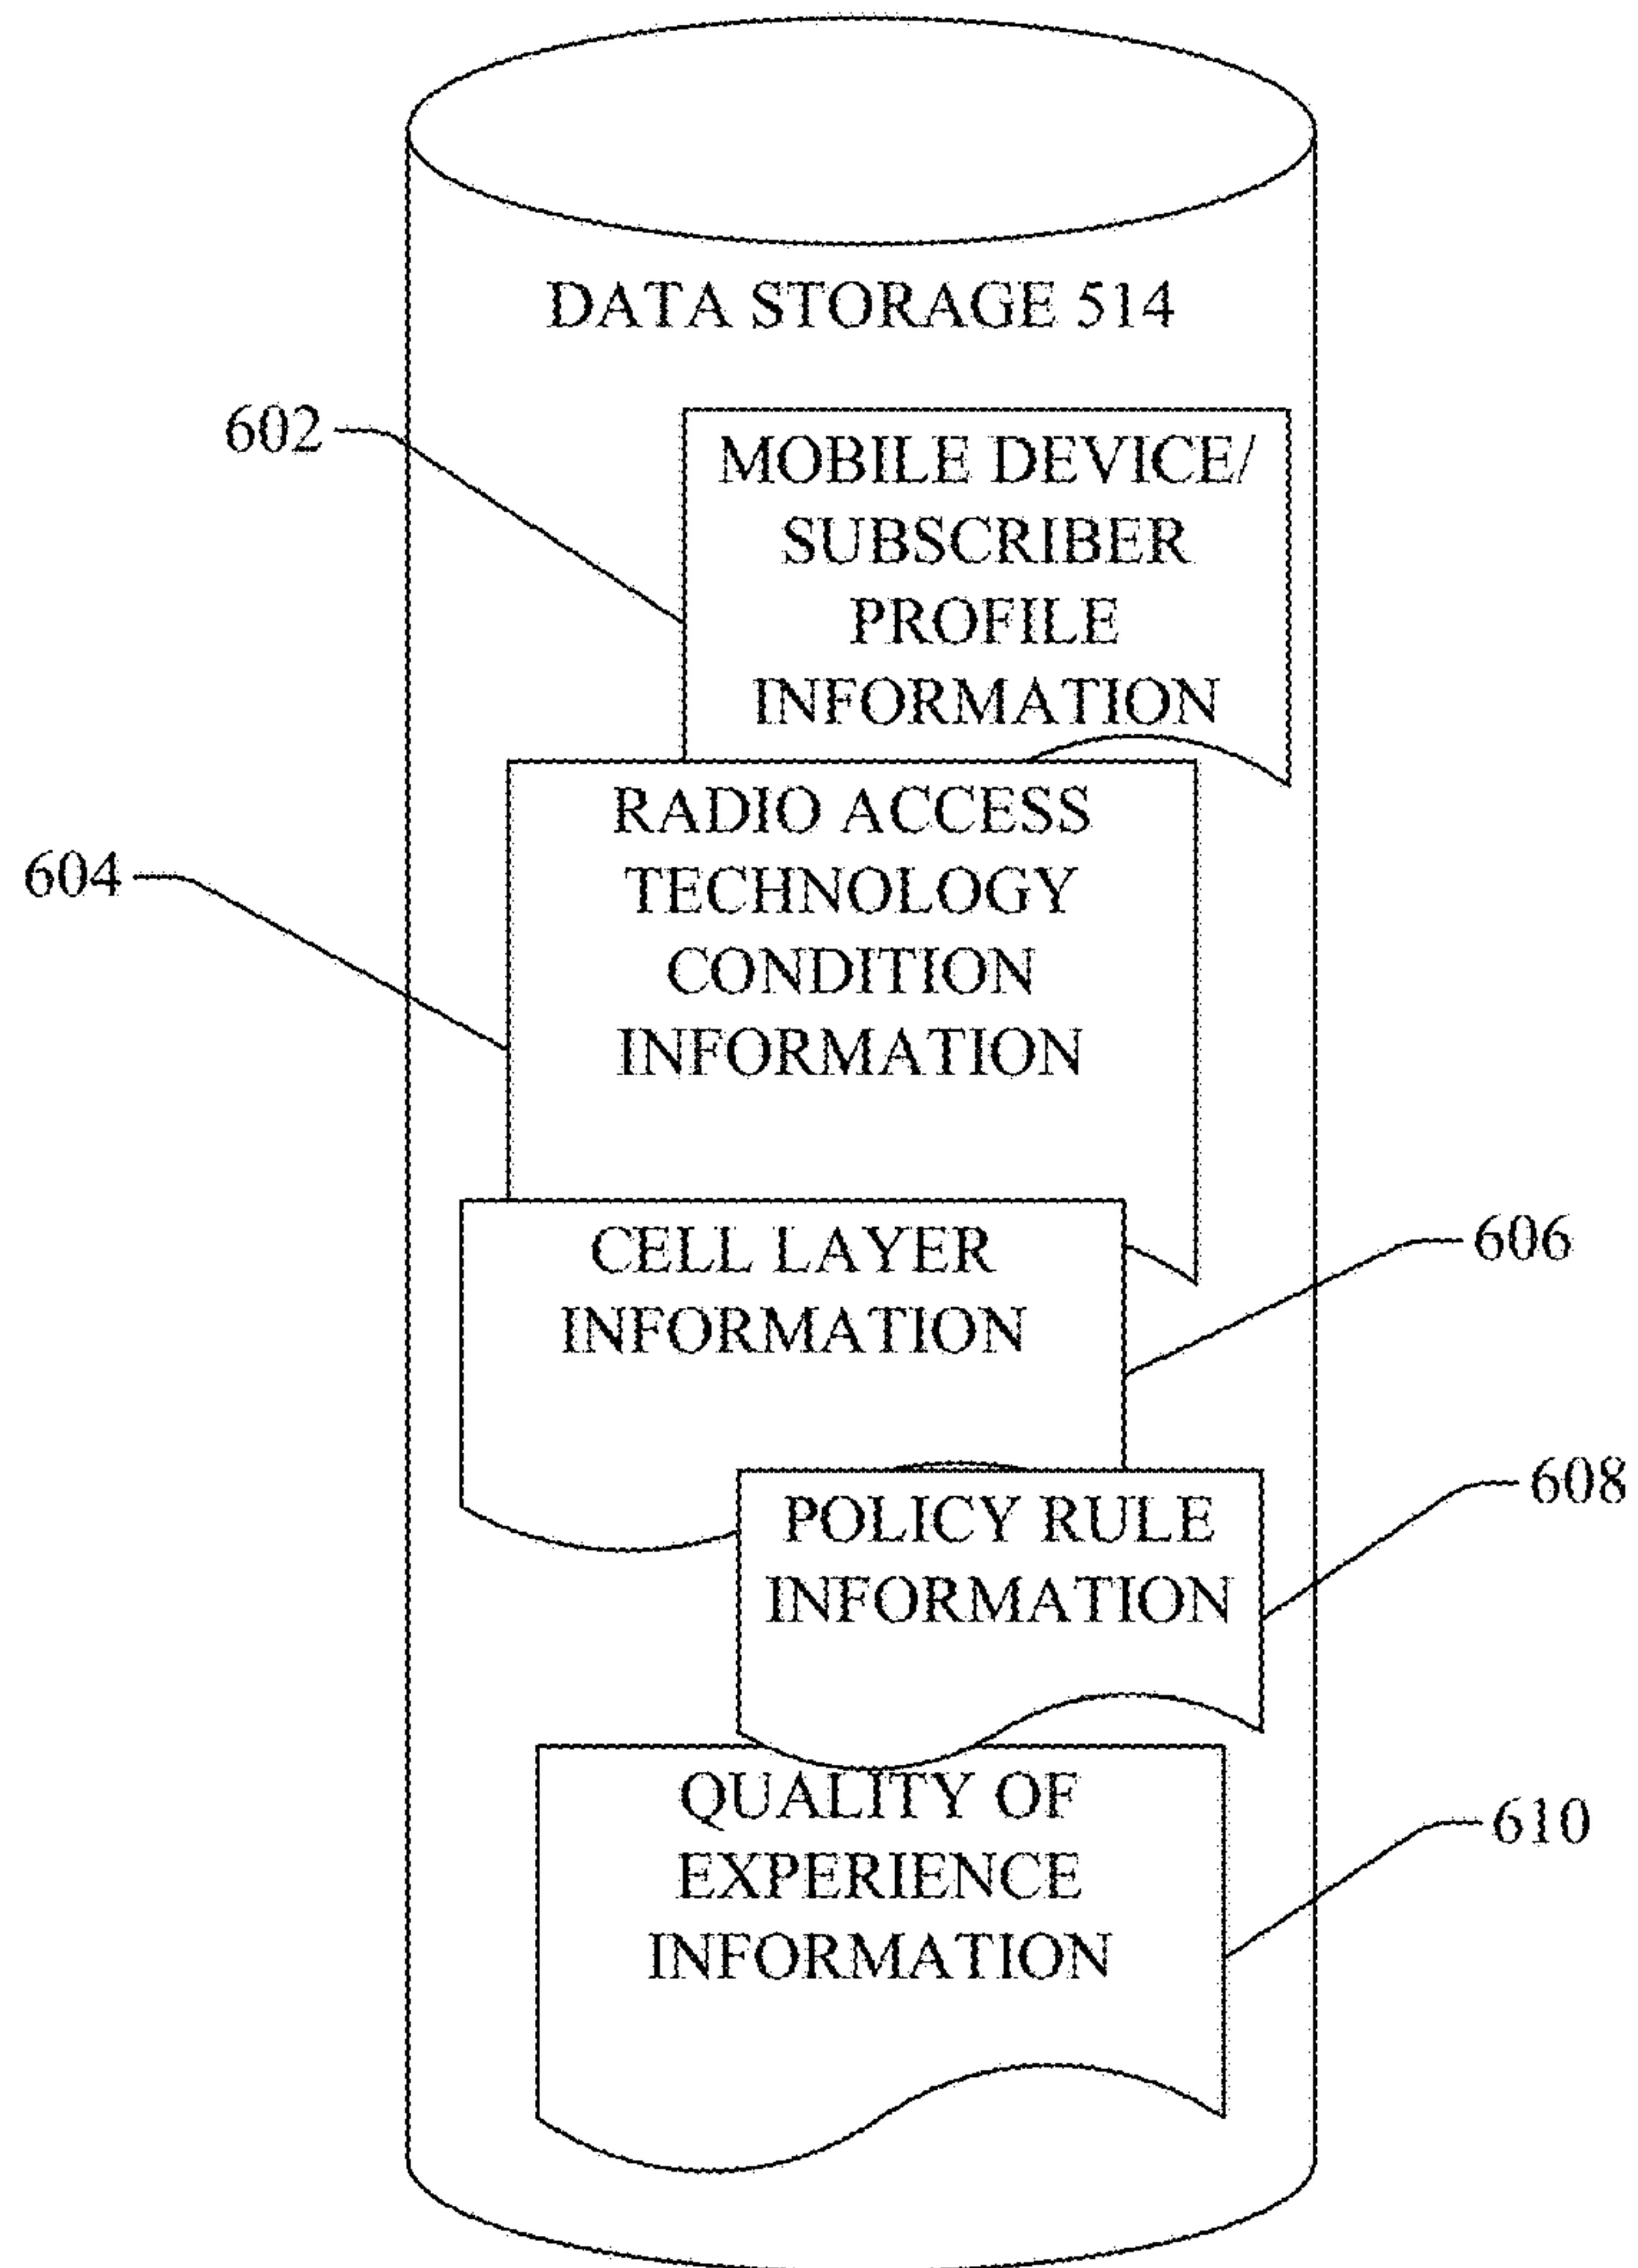 DATA STORAGE 514
602
MOBILE DEVICE/
SUBSCRIBER
PROFILE
INFORMATION
604
RADIO ACCESS
TECHNOLOGY
CONDITION
INFORMATION
606
CELL LAYER
INFORMATION
608
POLICY RULE
INFORMATION
610
QUALITY OF
EXPERIENCE
INFORMATION